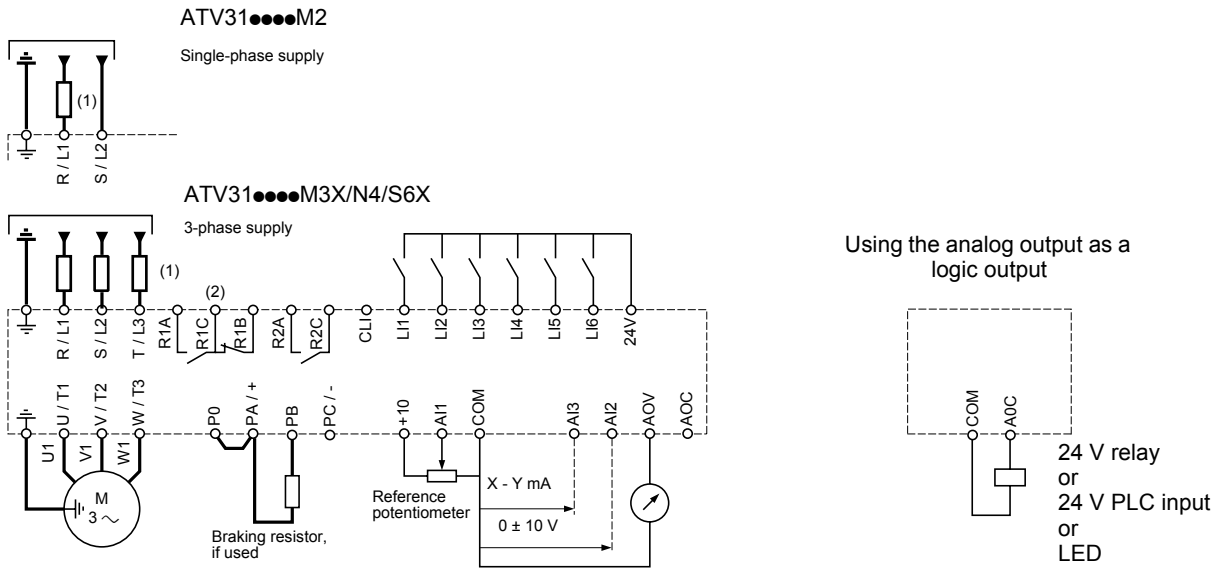 ATV31●●●●M2
Single-phase supply
(1)
R / L1
S / L2
ATV31●●●●M3X/N4/S6X
3-phase supply
(1)
(2)
R / L1
S / L2
T / L3
R1A
R1C
R1B
R2A
R2C
CLI
LI1
LI2
LI3
LI4
LI5
LI6
24V
U / T1
V / T2
W / T3
P0
PA / +
PB
PC / -
+10
AI1
COM
AI3
AI2
AOV
AOC
U1
V1
W1
M
3 ~
Braking resistor,
if used
Reference
potentiometer
X - Y mA
0 ± 10 V
Using the analog output as a
logic output
COM
A0C
24 V relay
or
24 V PLC input
or
LED